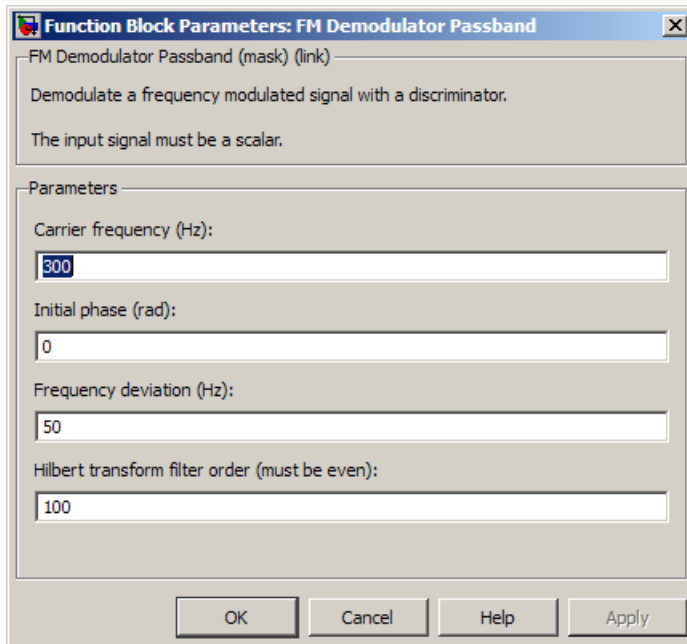 Function Block Parameters: FM Demodulator Passband
FM Demodulator Passband (mask) (link)
Demodulate a frequency modulated signal with a discriminator.
The input signal must be a scalar.
Parameters
Carrier frequency (Hz):
300
Initial phase (rad):
0
Frequency deviation (Hz):
50
Hilbert transform filter order (must be even):
100
OK Cancel Help Apply